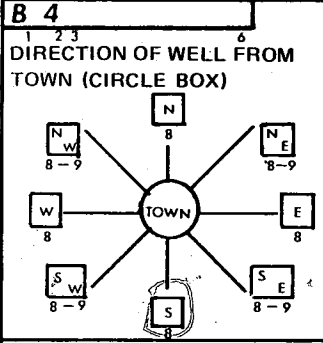 B 4
1 2 3 6
DIRECTION OF WELL FROM
TOWN (CIRCLE BOX)
N
8
N W
8-9
N E
8-9
W
8
TOWN
E
8
S W
8-9
S E
8-9
S
8